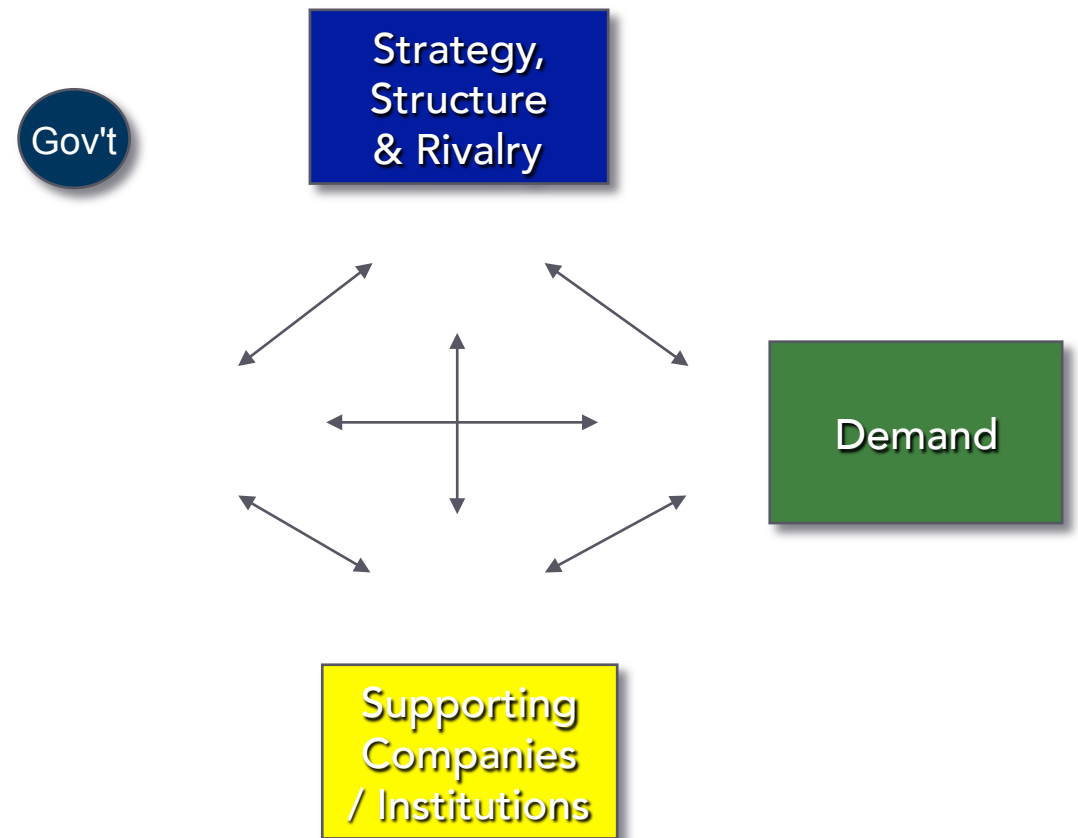 Strategy,
Structure
& Rivalry
Gov't
Demand
Supporting
Companies
/ Institutions